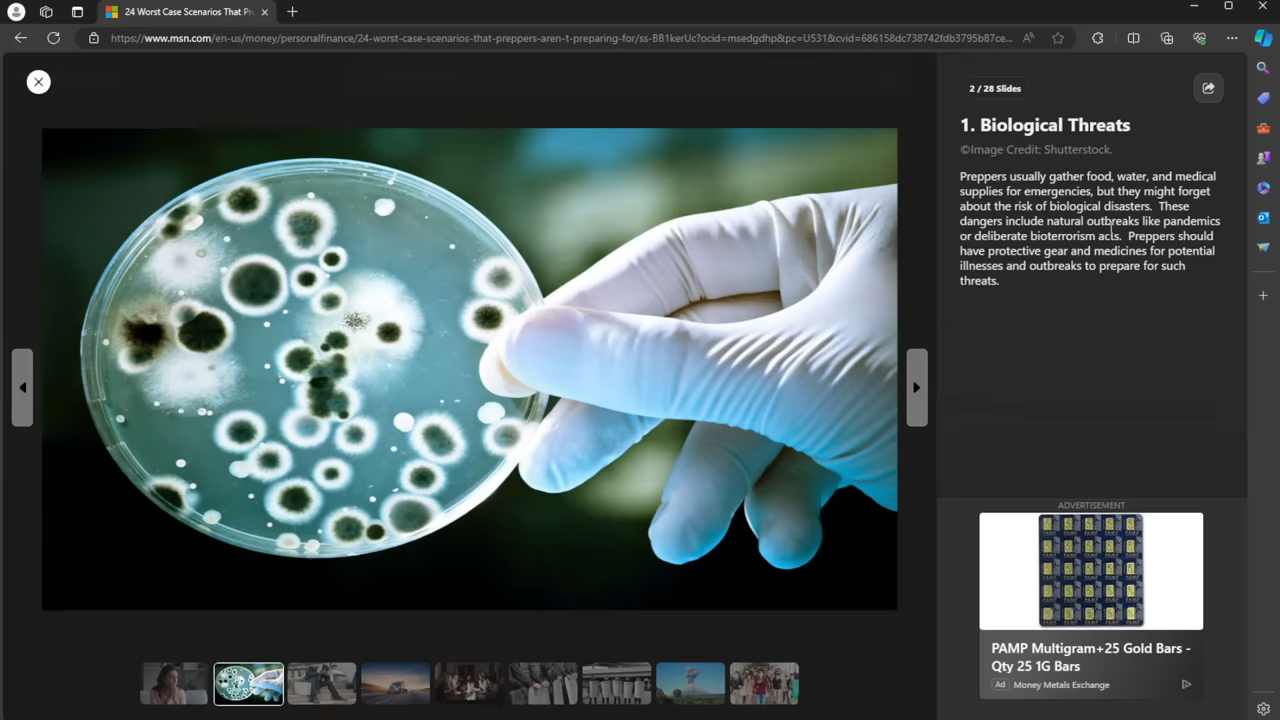 24 Worst Case Scenarios That Pr
https://www.msn.com/en-us/money/personalfinance/24-worst-case-scenarios-that-preppers-aren-t-preparing-for/ss-BB1kerUc?ocid=msedgdhp&pc=U531&cvid=686158dc738742fdb3795b87ce...
2 / 28 Slides
1. Biological Threats
©Image Credit: Shutterstock.
Preppers usually gather food, water, and medical
supplies for emergencies, but they might forget
about the risk of biological disasters. These
dangers include natural outbreaks like pandemics
or deliberate bioterrorism acts. Preppers should
have protective gear and medicines for potential
illnesses and outbreaks to prepare for such
threats.
ADVERTISEMENT
PAMP Multigram+25 Gold Bars -
Qty 25 1G Bars
Ad Money Metals Exchange